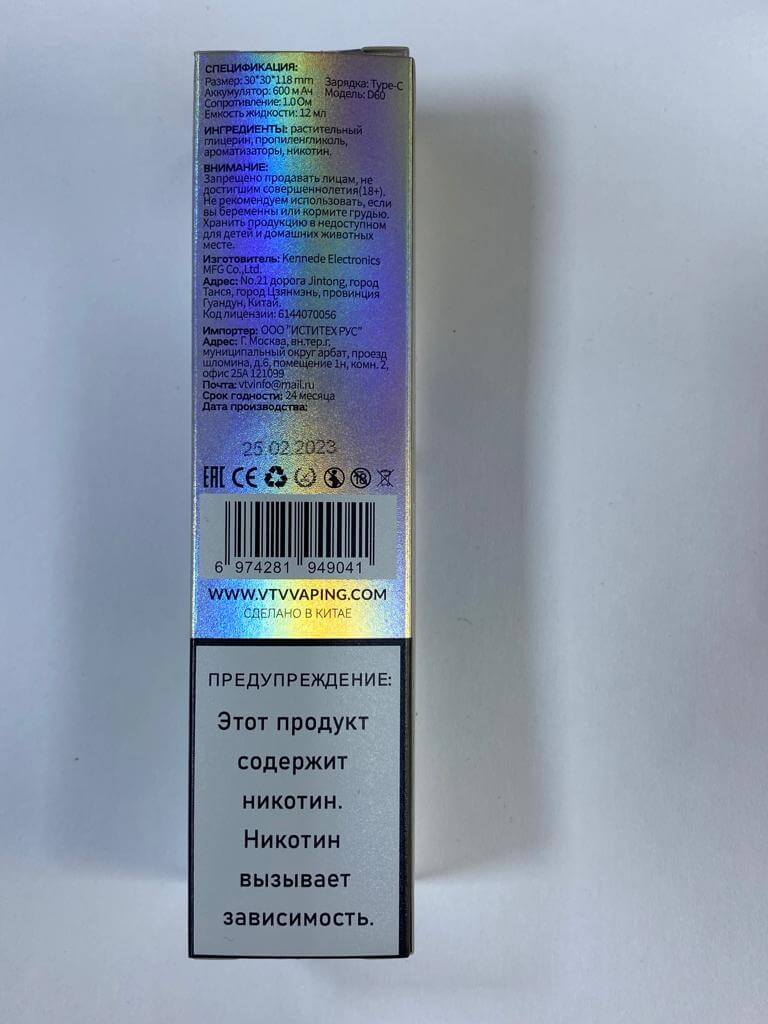 СПЕЦИФИКАЦИЯ:
Размер: 30*30*118 mm Зарядка: Type-C
Аккумулятор: 600 м Ач Модель: D60
Сопротивление: 1.0 Ом
Емкость жидкости: 12 мл
ИНГРЕДИЕНТЫ: растительный
глицерин, пропиленгликоль,
ароматизаторы, никотин.
ВНИМАНИЕ:
Запрещено продавать лицам, не
достигшим совершеннолетия(18+).
Не рекомендуем использовать, если
вы беременны или кормите грудью.
Хранить продукцию в недоступном
для детей и домашних животных
месте.
Изготовитель: Kennede Electronics
MFG Co.,Ltd.
Адрес: No.21 дорога Jintong, город
Танся, город Цзянмэнь, провинция
Гуандун, Китай.
Код лицензии: 6144070056
Импортер: ООО "ИСТИТЕХ РУС"
Адрес: Г. Москва, вн.тер.г.
муниципальный округ арбат, проезд
шломина, д.6, помещение 1н, комн. 2,
офис 25А 121099
Почта: vtvinfo@mail.ru
Срок годности: 24 месяца
Дата производства:
25.02.2023
EAC CE 18
6 974281 949041
WWW.VTVVAPING.COM
СДЕЛАНО В КИТАЕ
ПРЕДУПРЕЖДЕНИЕ:
Этот продукт
содержит
никотин.
Никотин
вызывает
зависимость.